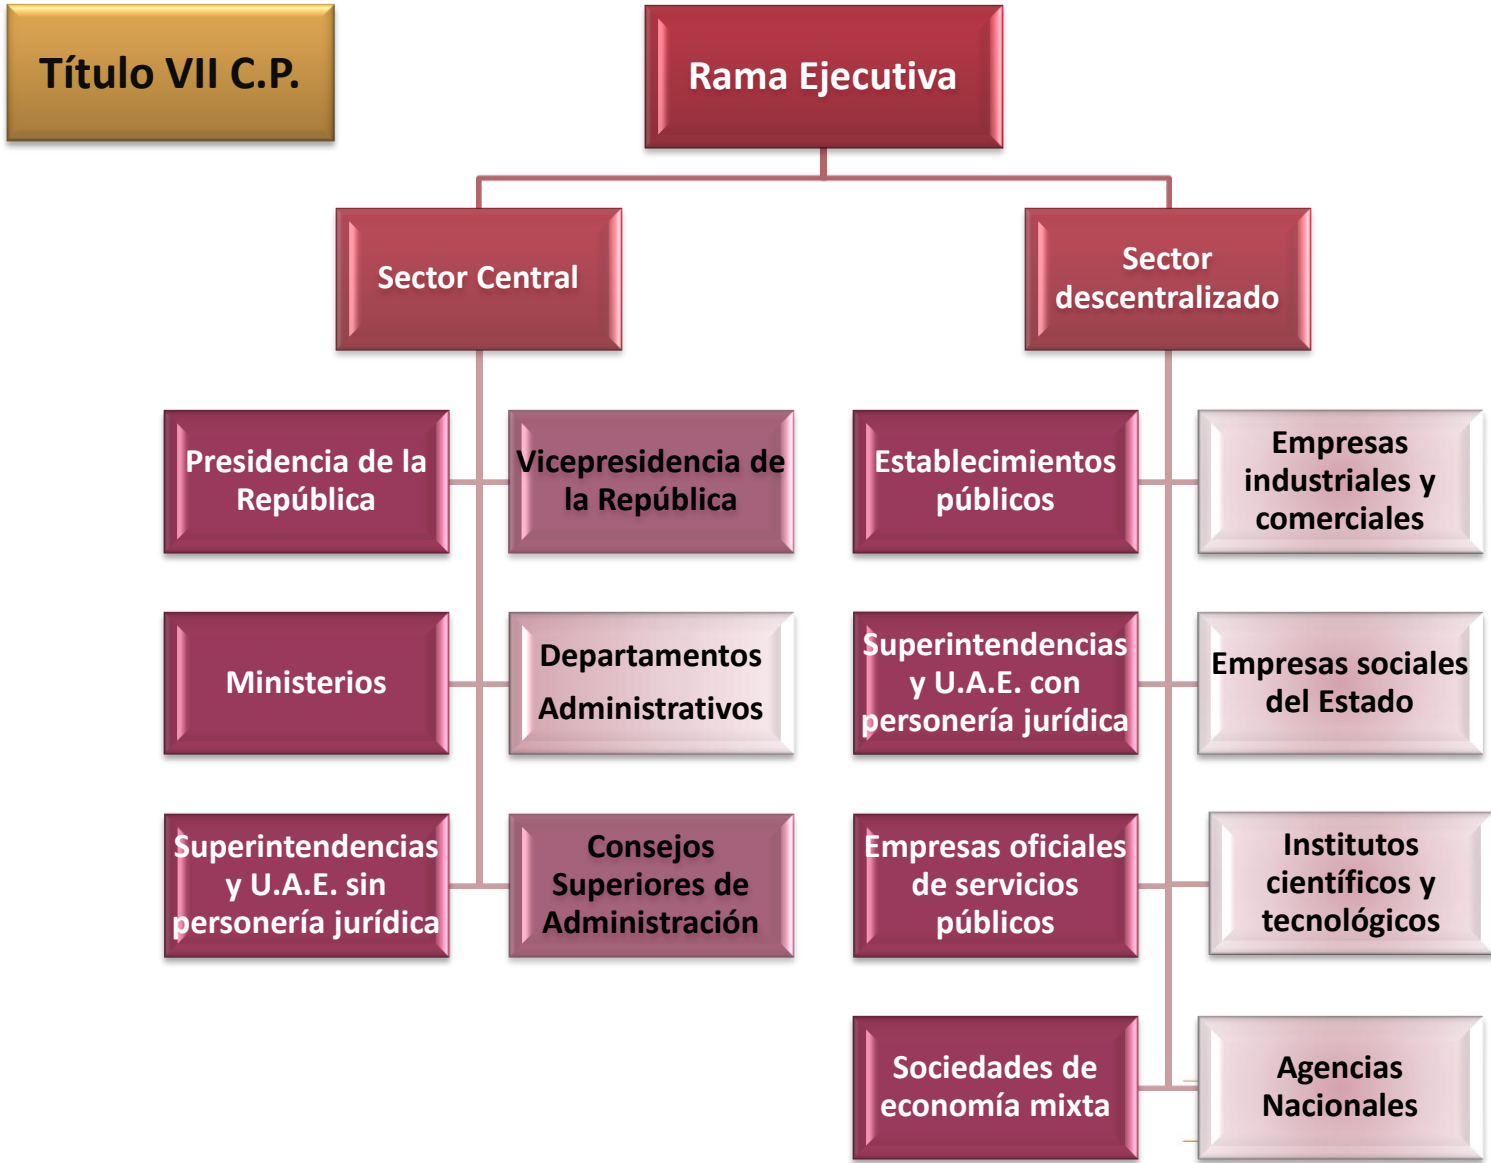 Título VII C.P.
Rama Ejecutiva
Sector Central
Sector
descentralizado
Presidencia de la
República
Vicepresidencia de
la República
Establecimientos
públicos
Empresas
industriales y
comerciales
Ministerios
Departamentos
Administrativos
Superintendencias
y U.A.E. con
personería jurídica
Empresas sociales
del Estado
Superintendencias
y U.A.E. sin
personería jurídica
Consejos
Superiores de
Administración
Empresas oficiales
de servicios
públicos
Institutos
científicos y
tecnológicos
Sociedades de
economía mixta
Agencias
Nacionales